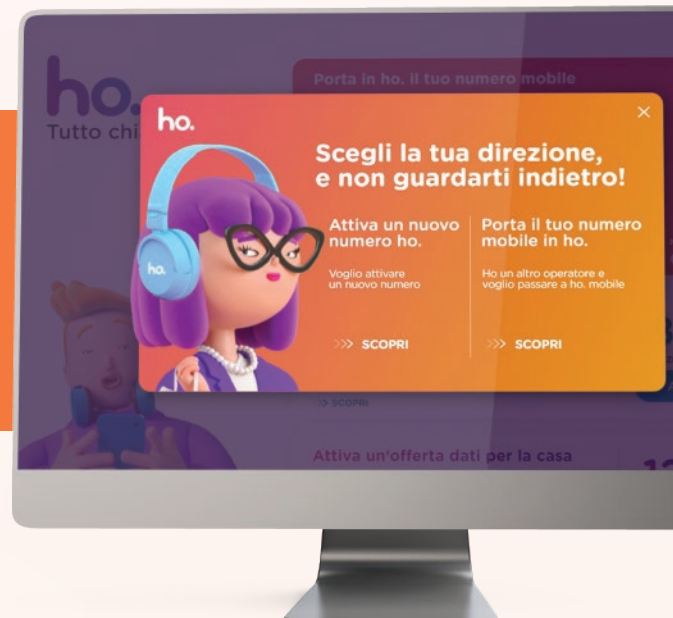 ho.
Tutto chi
Porta in ho. il tuo numero mobile
ho.
Scegli la tua direzione,
e non guardarti indietro!
Attiva un nuovo
numero ho.
Voglio attivare
un nuovo numero
>>> SCOPRI
Porta il tuo numero
mobile in ho.
Ho un altro operatore e
voglio passare a ho. mobile
>>> SCOPRI
ho.
SCOPRI
Attiva un'offerta dati per la casa